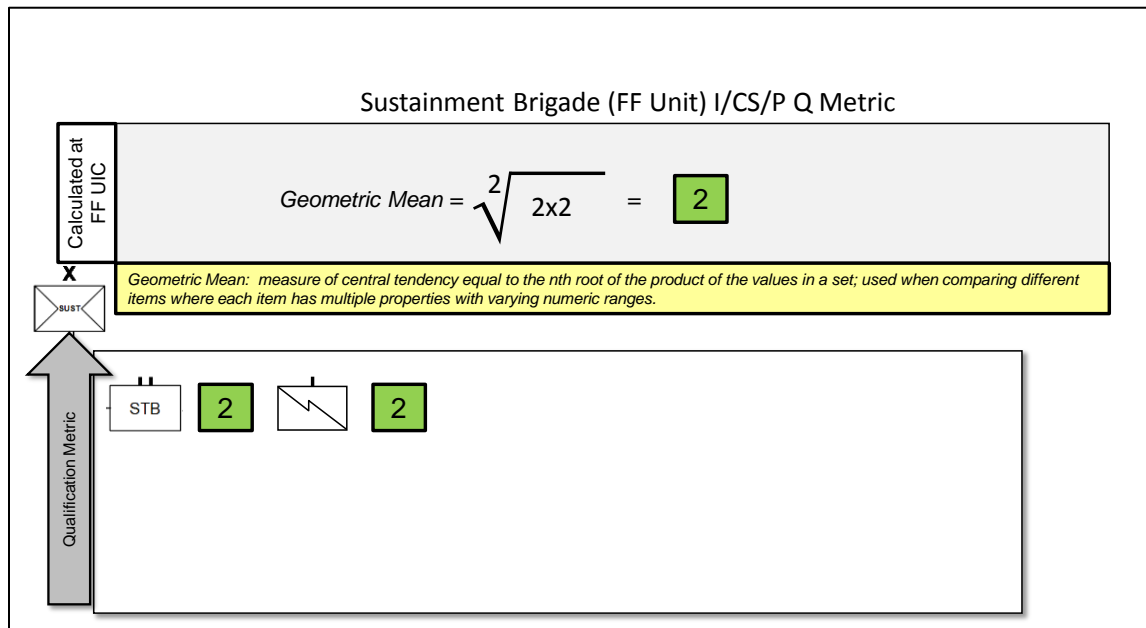 Sustainment Brigade (FF Unit) I/CS/P Q Metric
Calculated at
FF UIC
Geometric Mean = 2√2x2 = 2
x
SUST
Geometric Mean: measure of central tendency equal to the nth root of the product of the values in a set; used when comparing different
items where each item has multiple properties with varying numeric ranges.
Qualification Metric
STB 2 2